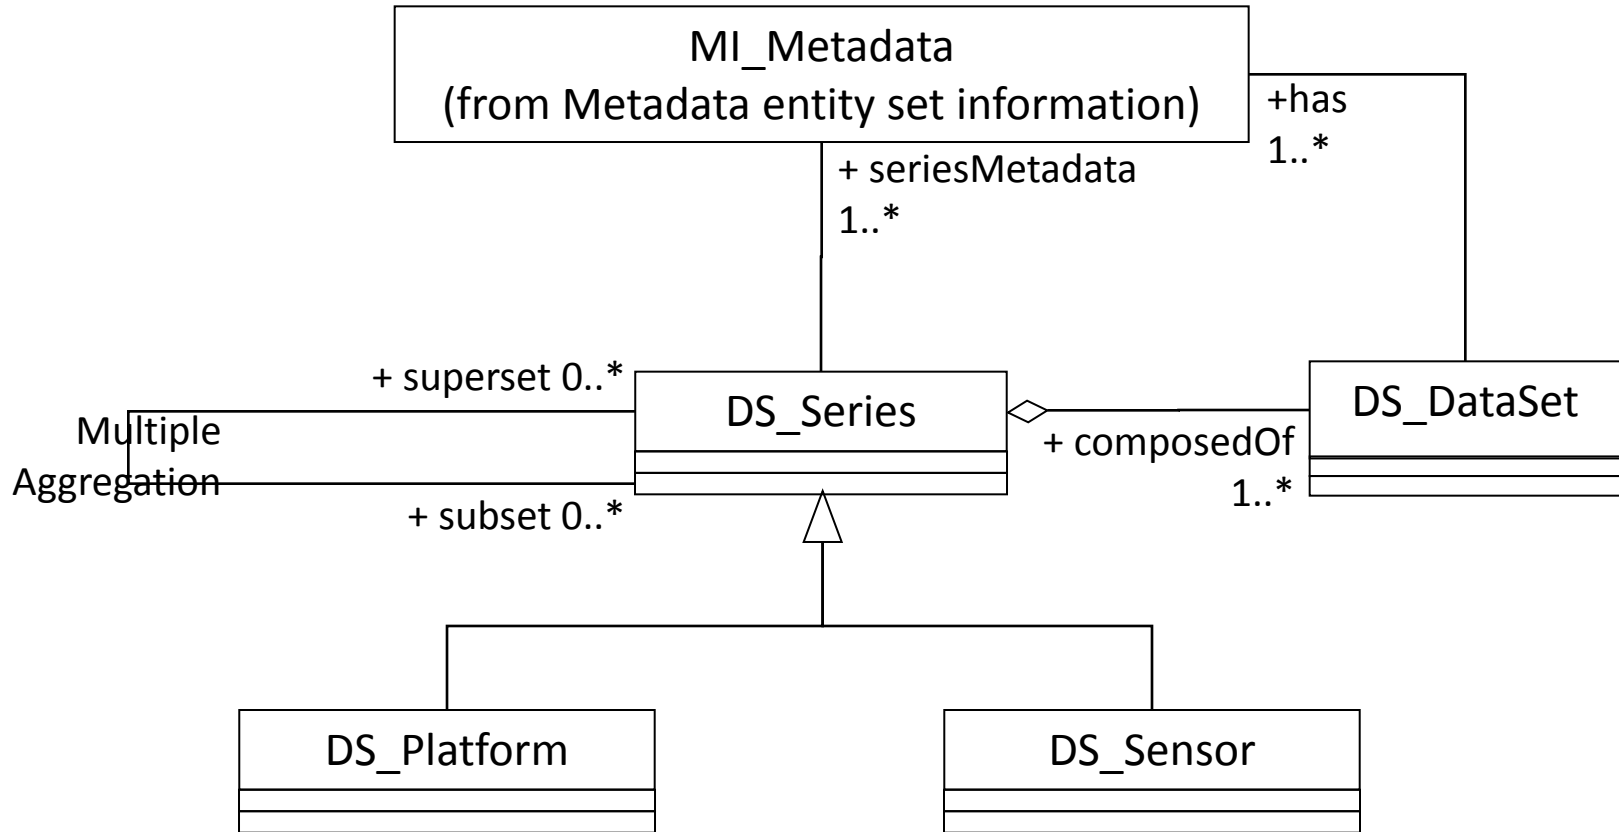 MI_Metadata
(from Metadata entity set information)
+has
1..*
+ seriesMetadata
1..*
+ superset 0..*
DS_Series
DS_DataSet
Multiple
Aggregation
+ composedOf
1..*
+ subset 0..*
DS_Platform
DS_Sensor